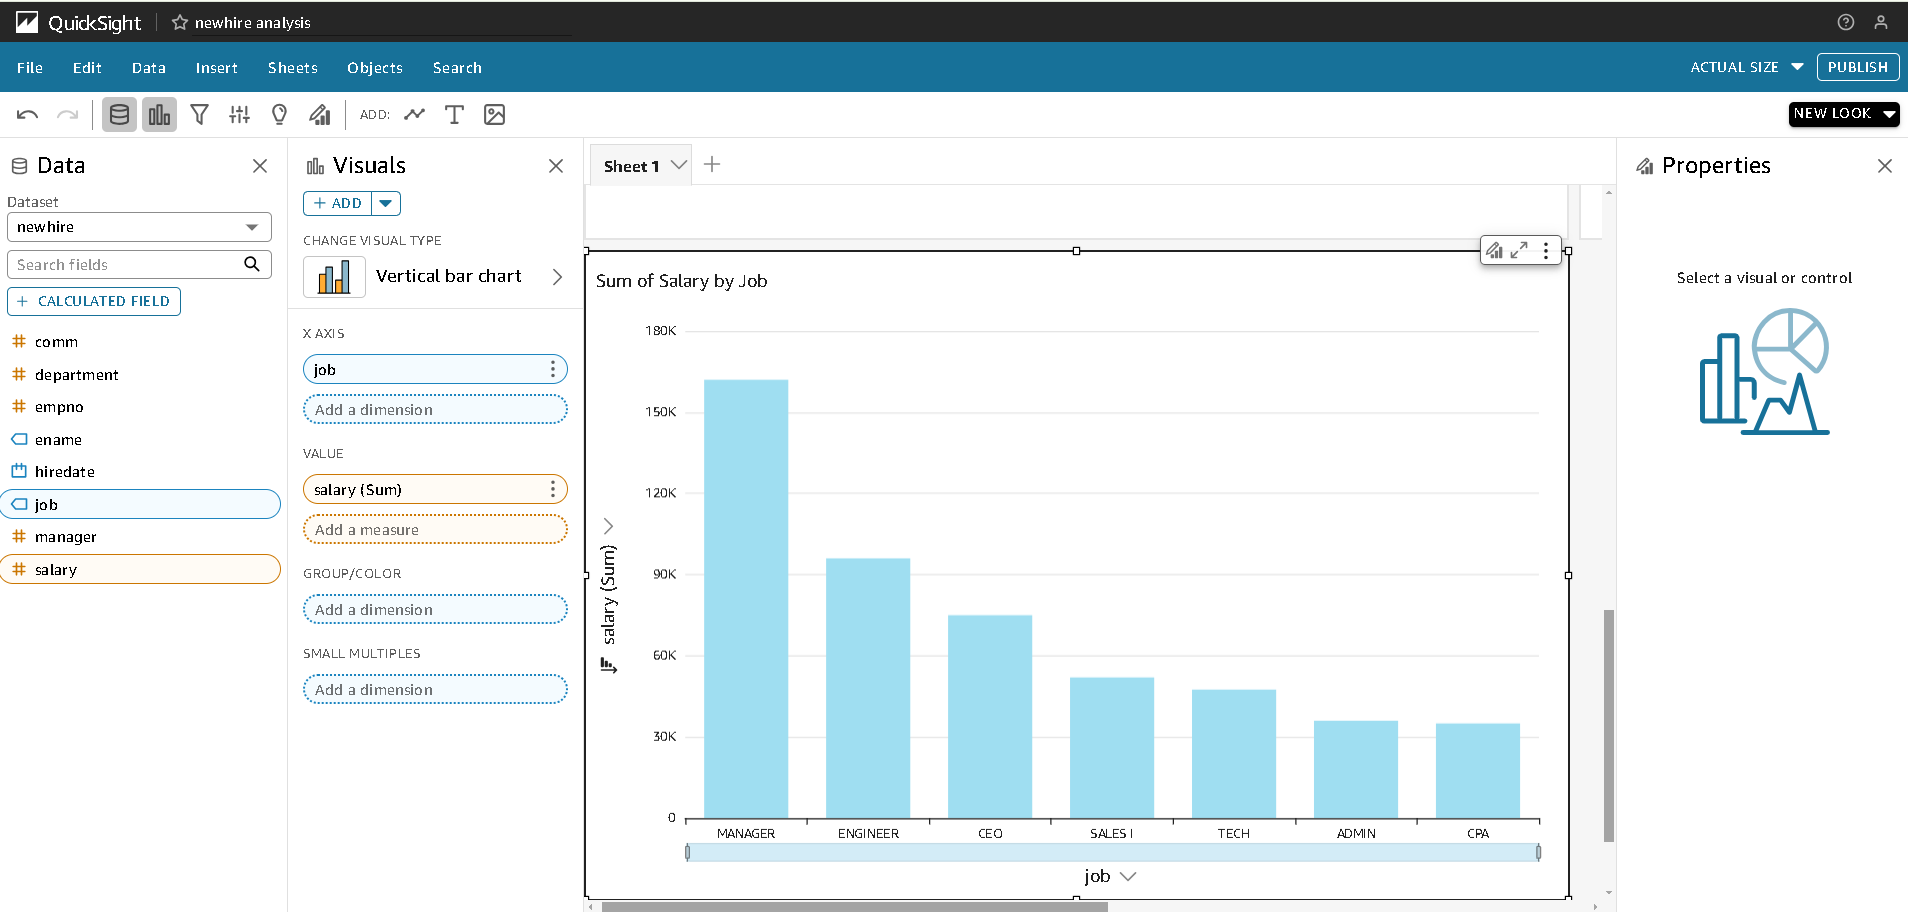 QuickSight
newhire analysis
File Edit Data Insert Sheets Objects Search
ACTUAL SIZE
PUBLISH
ADD:
NEW LOOK
Data
Dataset
newhire
Search fields
+ CALCULATED FIELD
comm
department
empno
ename
hiredate
job
manager
salary
Visuals
+ ADD
CHANGE VISUAL TYPE
Vertical bar chart
X AXIS
job
Add a dimension
VALUE
salary (Sum)
Add a measure
GROUP/COLOR
Add a dimension
SMALL MULTIPLES
Add a dimension
Sheet 1
Sum of Salary by Job
180K
150K
120K
90K
60K
30K
0
salary (Sum)
MANAGER ENGINEER CEO SALES I TECH ADMIN CPA
job
Properties
Select a visual or control